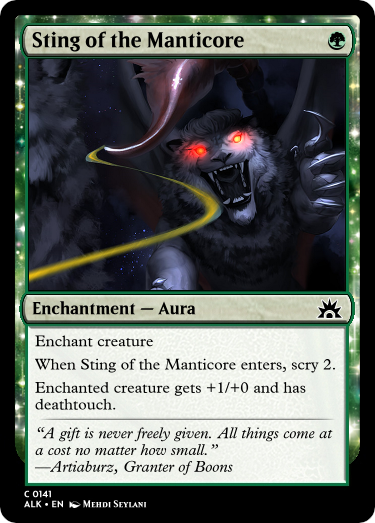 Sting of the Manticore
Enchantment — Aura
Enchant creature
When Sting of the Manticore enters, scry 2.
Enchanted creature gets +1/+0 and has
deathtouch.
“A gift is never freely given. All things come at
a cost no matter how small.”
—Artiaburz, Granter of Boons
C 0141
ALK • EN Mehdi Seylani